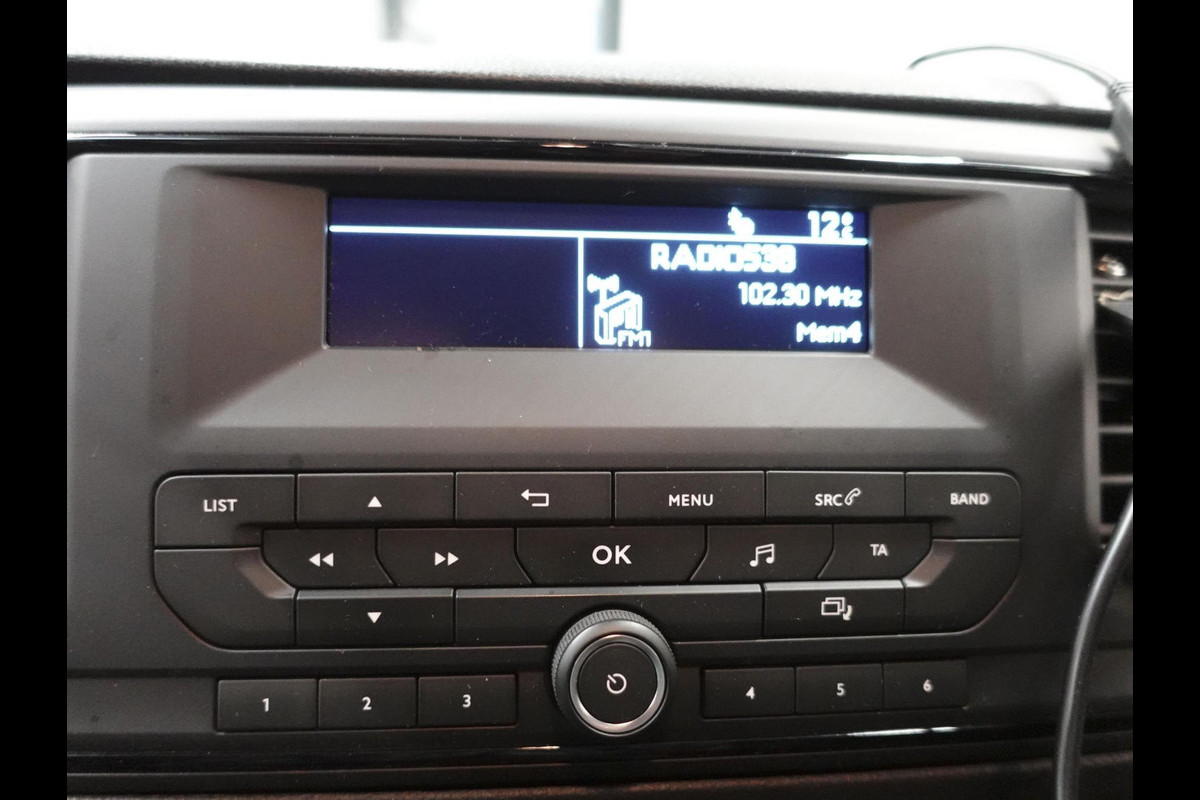 12°C
RADIO538
102.30 MHz
FM1
Mem4
LIST
MENU
SRC
BAND
OK
TA
1
2
3
4
5
6